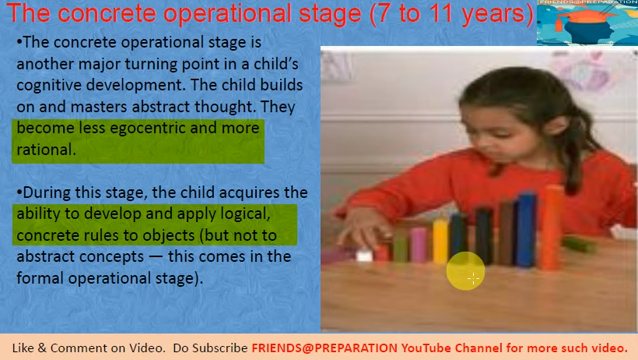 The concrete operational stage (7 to 11 years)
FRIENDS@PREPARATION
•The concrete operational stage is
another major turning point in a child's
cognitive development. The child builds
on and masters abstract thought. They
become less egocentric and more
rational.
•During this stage, the child acquires the
ability to develop and apply logical,
concrete rules to objects (but not to
abstract concepts — this comes in the
formal operational stage).
Like & Comment on Video. Do Subscribe FRIENDS@PREPARATION YouTube Channel for more such video.